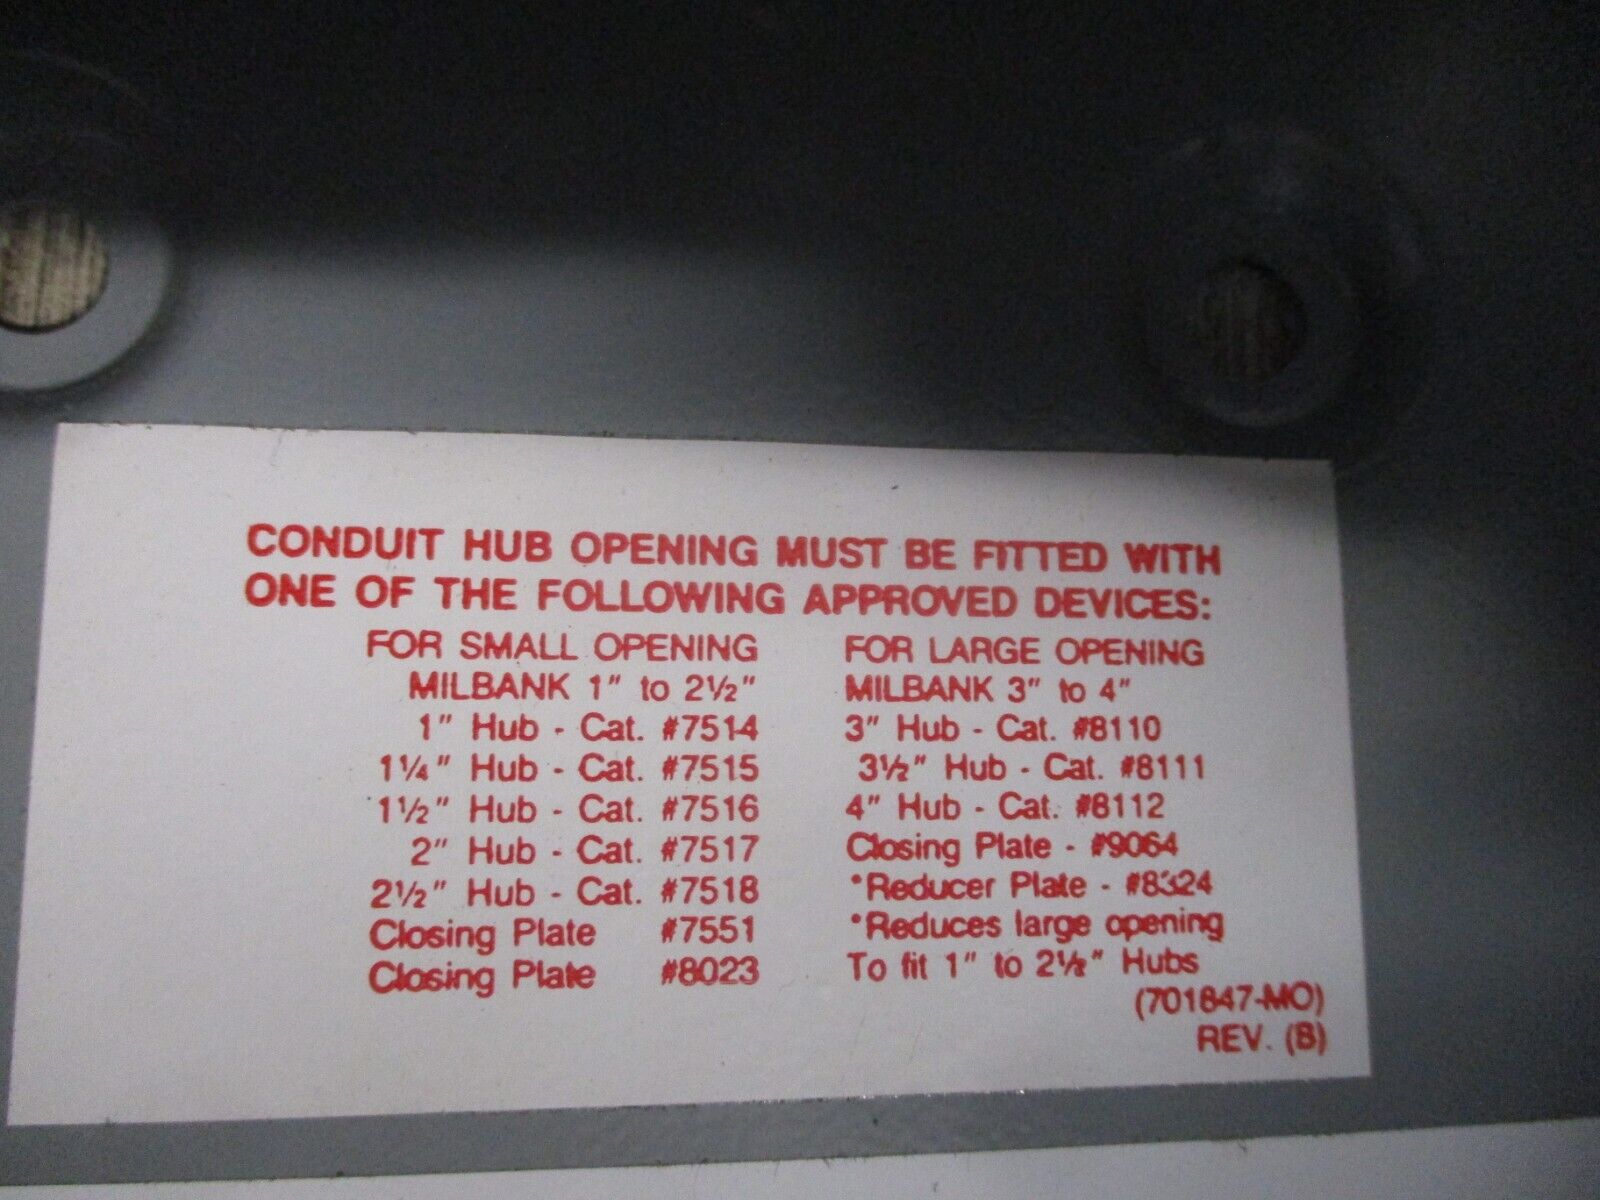 CONDUIT HUB OPENING MUST BE FITTED WITH
ONE OF THE FOLLOWING APPROVED DEVICES:
FOR SMALL OPENING
MILBANK 1" to 2½"
1" Hub - Cat. #7514
1¼" Hub - Cat. #7515
1½" Hub - Cat. #7516
2" Hub - Cat. #7517
2½" Hub - Cat. #7518
Closing Plate #7551
Closing Plate #8023
FOR LARGE OPENING
MILBANK 3" to 4"
3" Hub - Cat. #8110
3½" Hub - Cat. #8111
4" Hub - Cat. #8112
Closing Plate - #9064
*Reducer Plate - #8324
*Reduces large opening
To fit 1" to 2½" Hubs
(701847-MO)
REV. (B)